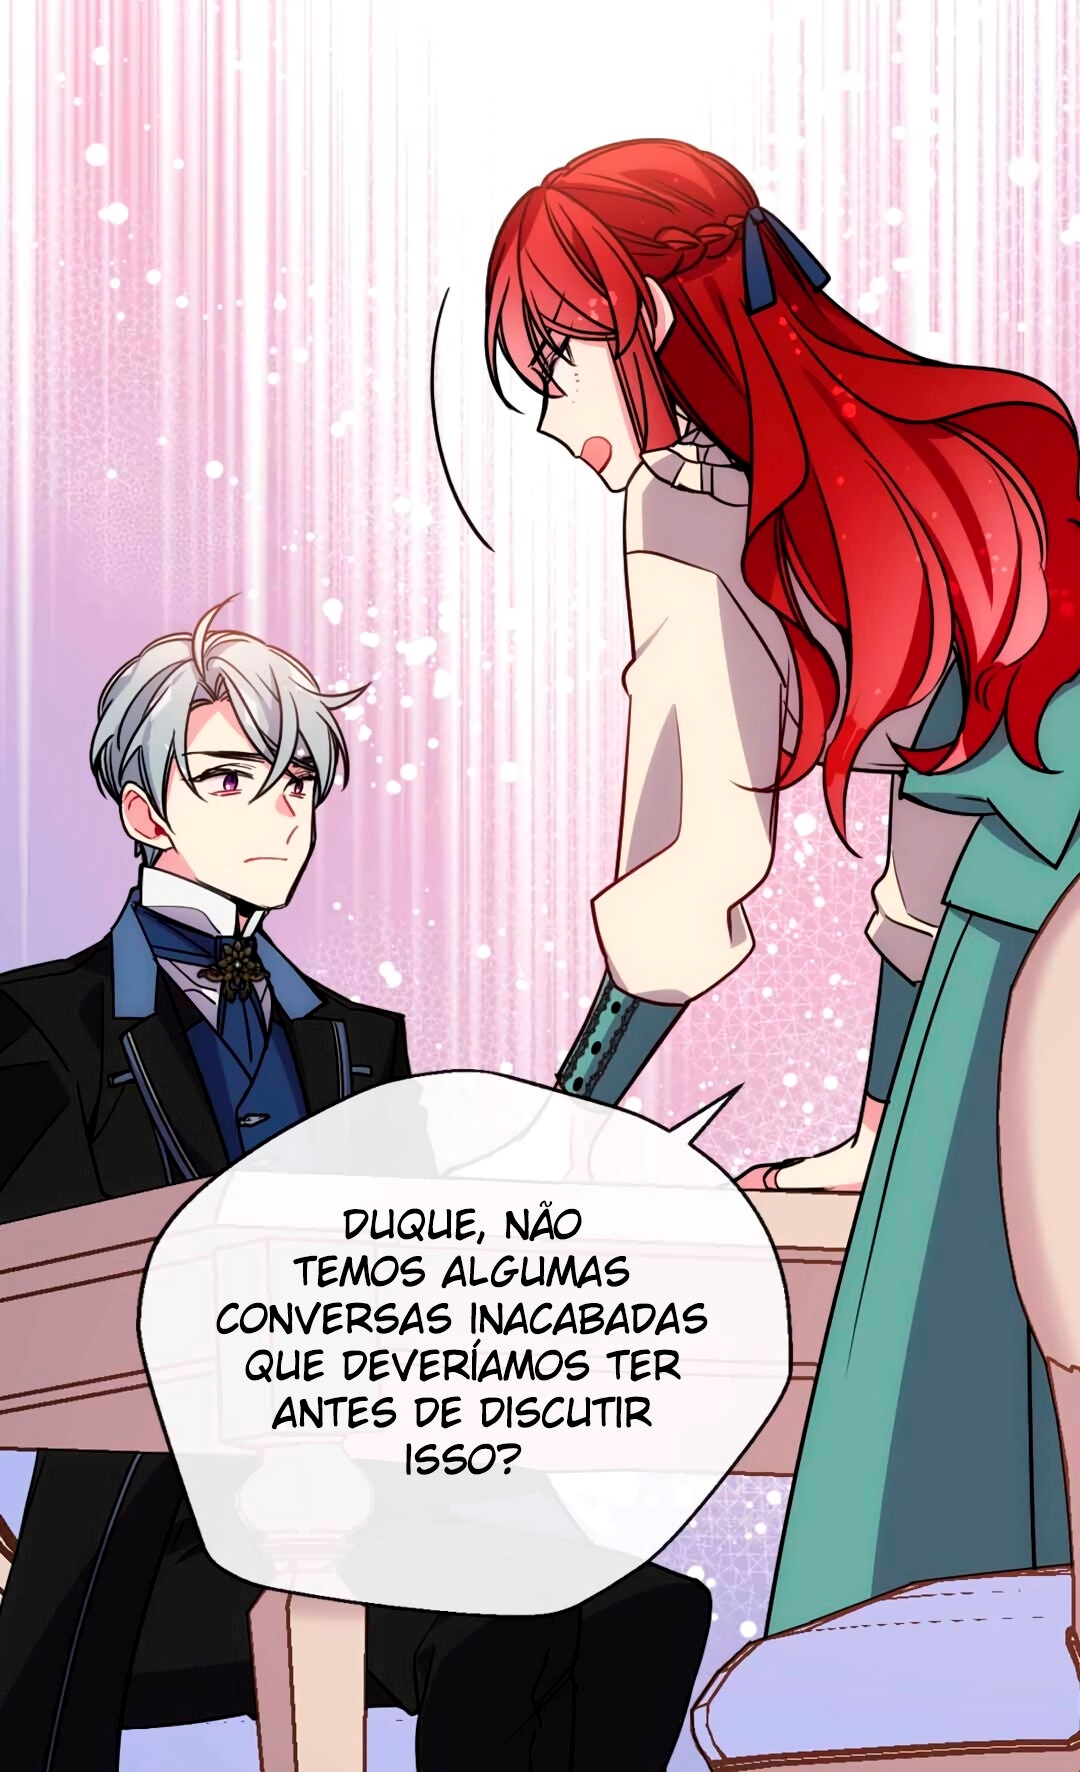 DUQUE, NÃO
TEMOS ALGUMAS
CONVERSAS INACABADAS
QUE DEVERÍAMOS TER
ANTES DE DISCUTIR
ISSO?